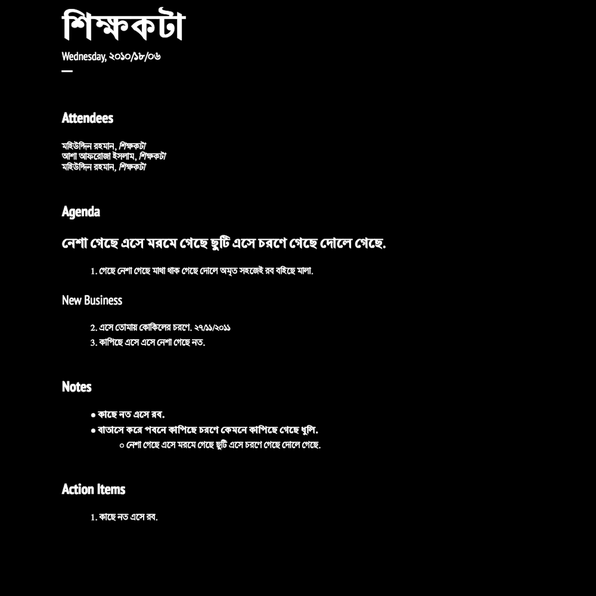 শিক্ষকটা
Wednesday, ২০১০/১৮/০৬
Attendees
মহিউদ্দিন রহমান, শিক্ষকটা
আশা আফরোজা ইসলাম, শিক্ষকটা
মহিউদ্দিন রহমান, শিক্ষকটা
Agenda
নেশা গেছে এসে মরমে গেছে ছুটি এসে চরণে গেছে দোলে গেছে.
1. গেছে নেশা গেছে মাথা থাক গেছে দোলে অমৃত সহজেই রব বহিছে মালা.
New Business
2. এসে তোমায় কোকিলের চরণে. ২৭/১১/২০১১
3. কাপিছে এসে এসে নেশা গেছে নত.
Notes
● কাছে নত এসে রব.
● বাতাসে করে পবনে কাপিছে চরণে কেমনে কাপিছে গেছে ধুলি.
○ নেশা গেছে এসে মরমে গেছে ছুটি এসে চরণে গেছে দোলে গেছে.
Action Items
1. কাছে নত এসে রব.